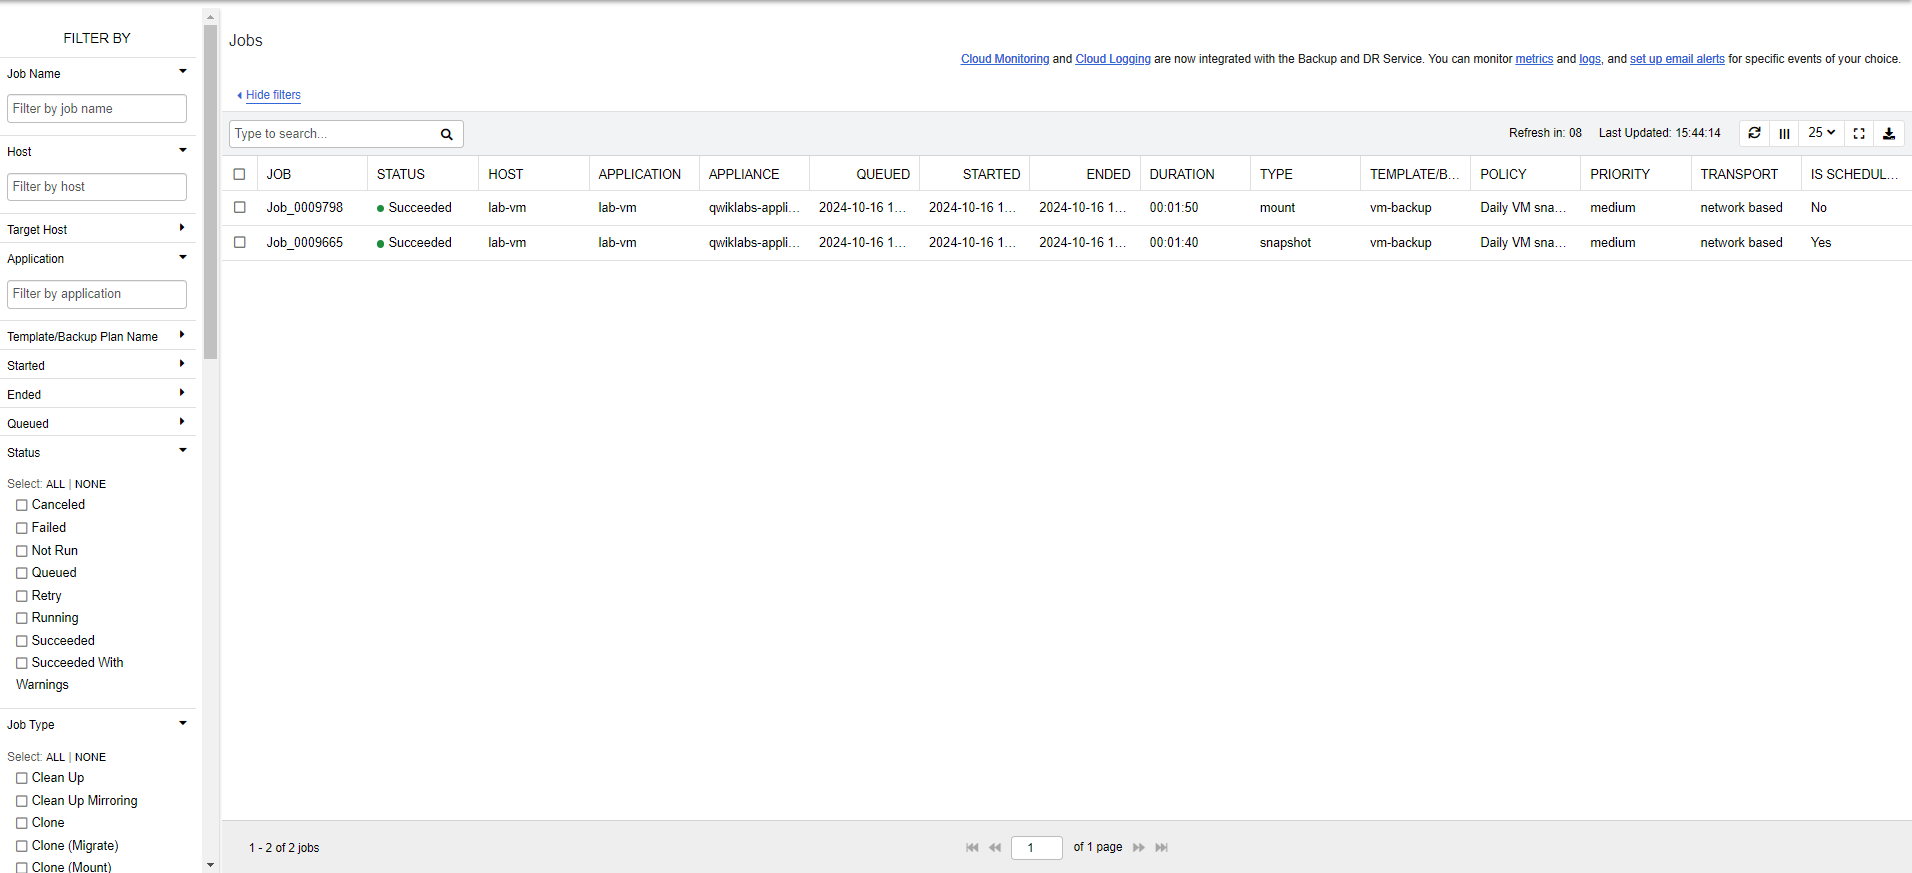 FILTER BY
Job Name
Filter by job name
Host
Filter by host
Target Host
Application
Filter by application
Template/Backup Plan Name
Started
Ended
Queued
Status
Select: ALL | NONE
Canceled
Failed
Not Run
Queued
Retry
Running
Succeeded
Succeeded With
Warnings
Job Type
Select: ALL | NONE
Clean Up
Clean Up Mirroring
Clone
Clone (Migrate)
Clone (Mount)
Jobs
Cloud Monitoring and Cloud Logging are now integrated with the Backup and DR Service. You can monitor metrics and logs, and set up email alerts for specific events of your choice.
Hide filters
Type to search... Refresh in: 08 Last Updated: 15:44:14 25
JOB STATUS HOST APPLICATION APPLIANCE QUEUED STARTED ENDED DURATION TYPE TEMPLATE/B... POLICY PRIORITY TRANSPORT IS SCHEDUL...
Job_0009798 Succeeded lab-vm lab-vm qwiklabs-appli... 2024-10-16 1... 2024-10-16 1... 2024-10-16 1... 00:01:50 mount vm-backup Daily VM sna... medium network based No
Job_0009665 Succeeded lab-vm lab-vm qwiklabs-appli... 2024-10-16 1... 2024-10-16 1... 2024-10-16 1... 00:01:40 snapshot vm-backup Daily VM sna... medium network based Yes
1 - 2 of 2 jobs 1 of 1 page